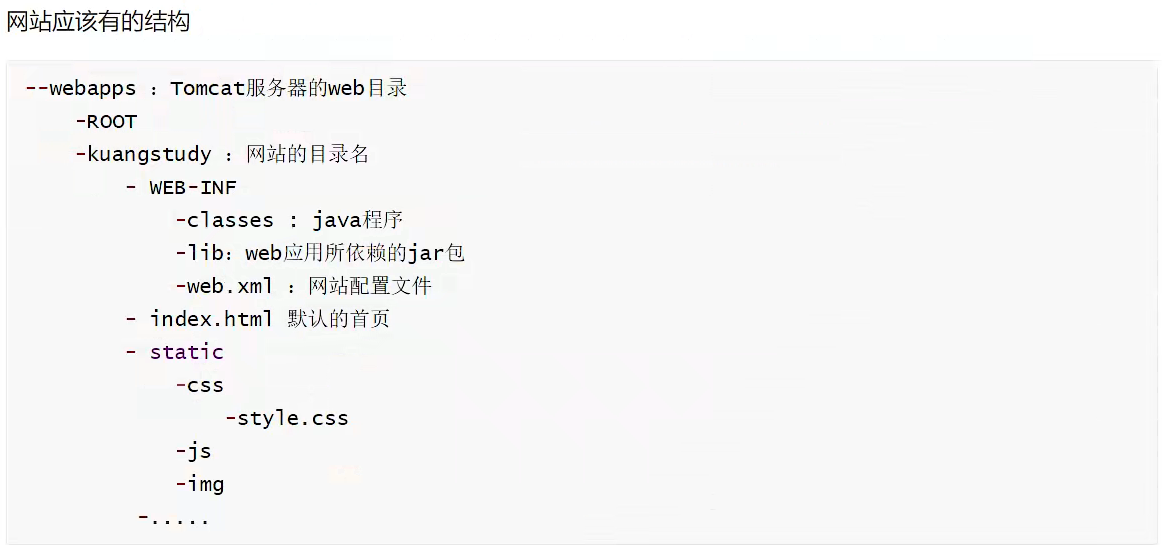 网站应该有的结构
--webapps ：Tomcat服务器的web目录
-ROOT
-kuangstudy ：网站的目录名
- WEB-INF
-classes : java程序
-lib：web应用所依赖的jar包
-web.xml ：网站配置文件
- index.html 默认的首页
- static
-css
-style.css
-js
-img
-.....